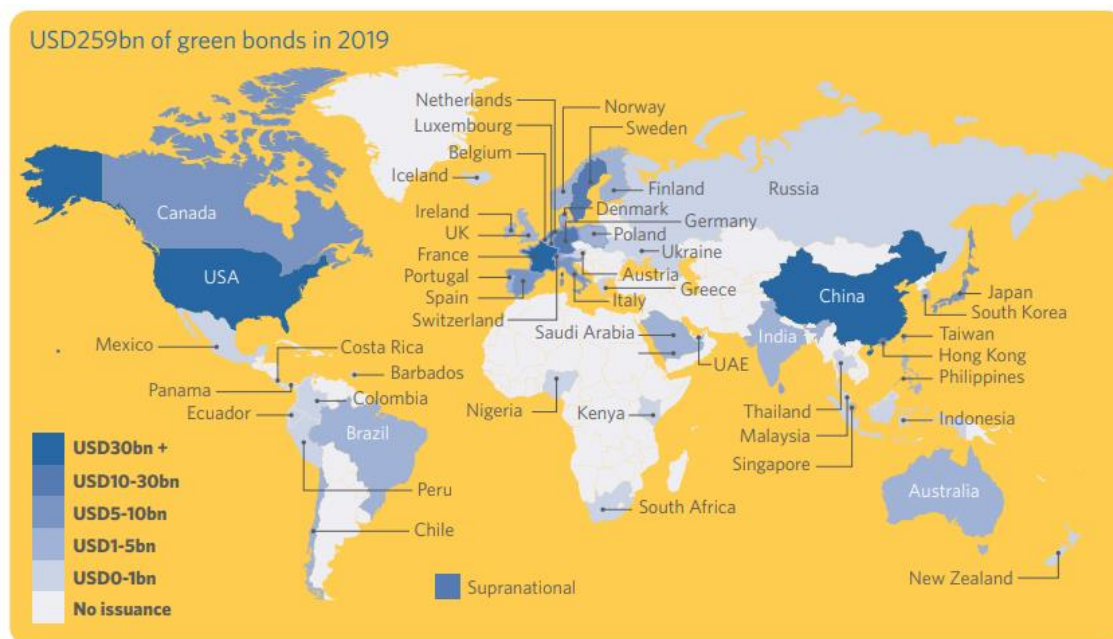 USD259bn of green bonds in 2019
Netherlands
Norway
Luxembourg
Sweden
Belgium
Iceland
Finland
Russia
Canada
Ireland
Denmark
Germany
UK
Poland
France
Ukraine
USA
Portugal
Austria
Greece
Spain
Italy
China
Japan
Switzerland
South Korea
Saudi Arabia
India
Taiwan
Mexico
Costa Rica
UAE
Hong Kong
Barbados
Philippines
Panama
Colombia
Nigeria
Kenya
Thailand
Ecuador
Indonesia
Brazil
Malaysia
Singapore
USD30bn +
USD10-30bn
Peru
Australia
South Africa
USD5-10bn
Chile
USD1-5bn
USD0-1bn
Supranational
New Zealand
No issuance